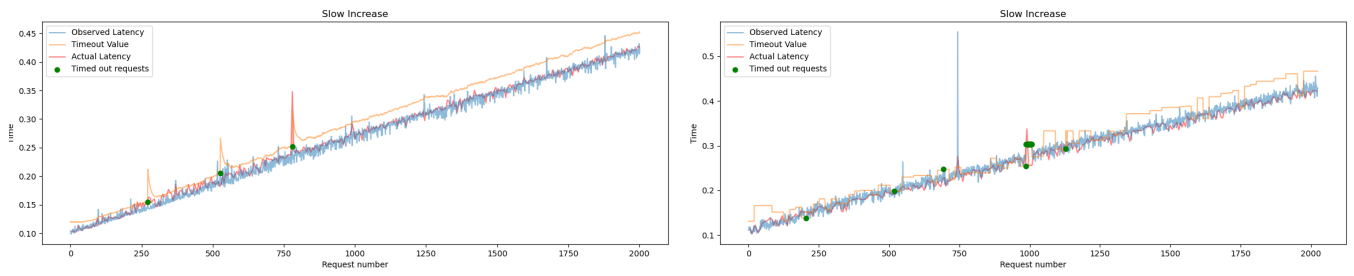 Slow Increase
Observed Latency
Timeout Value
Actual Latency
Timed out requests
0.45
0.40
0.35
0.30
0.25
0.20
0.15
0.10
0
250
500
750
1000
1250
1500
1750
2000
Request number
Slow Increase
Observed Latency
Timeout Value
Actual Latency
Timed out requests
Time
0.5
0.4
0.3
0.2
0.1
0
250
500
750
1000
1250
1500
1750
2000
Request number